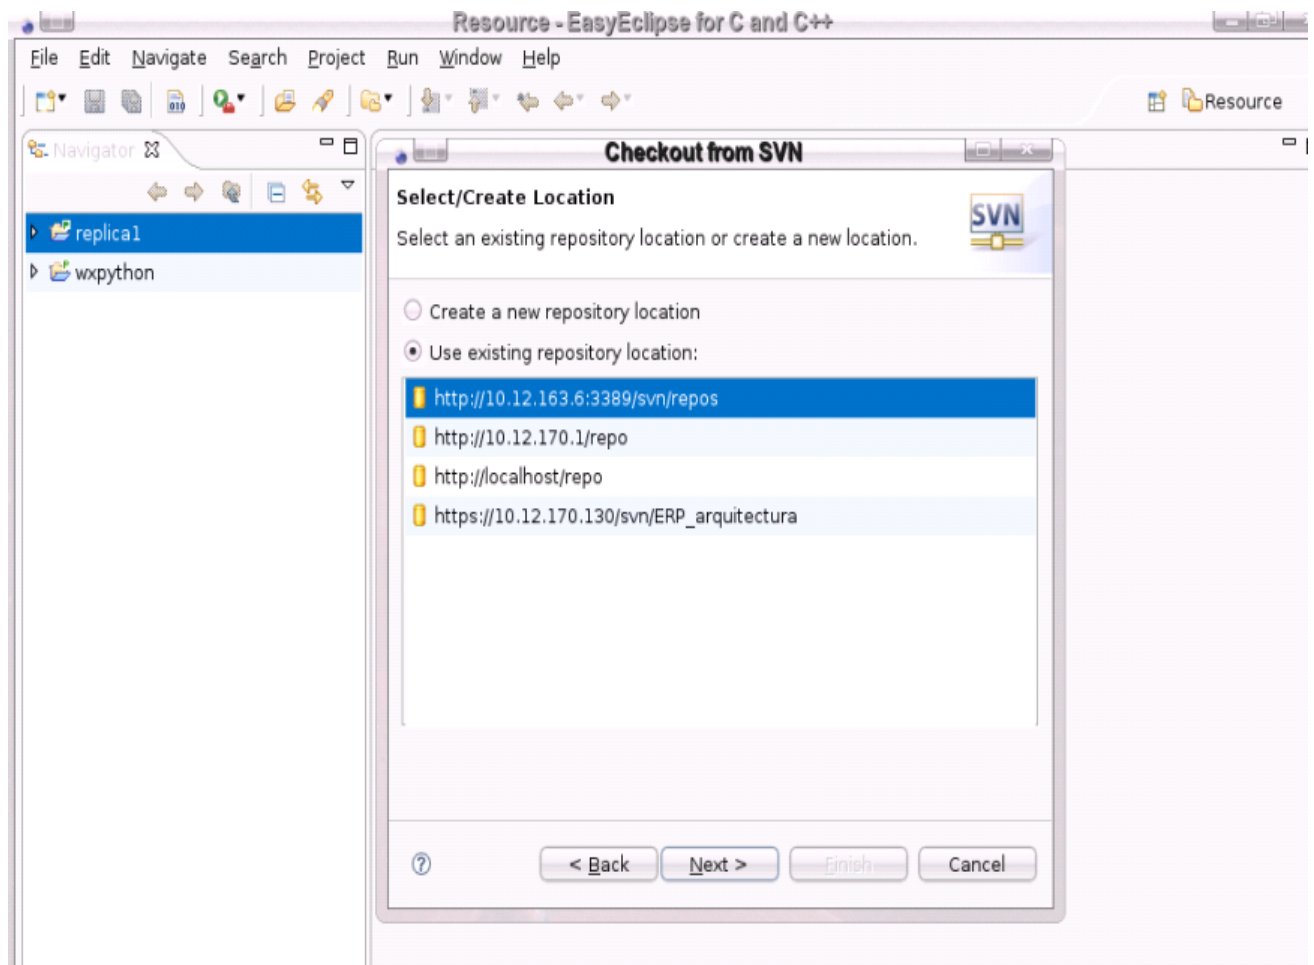 Resource - EasyEclipse for C and C++
File Edit Navigate Search Project Run Window Help
010
Resource
Navigator
replica1
wxpython
Checkout from SVN
Select/Create Location
Select an existing repository location or create a new location.
SVN
Create a new repository location
Use existing repository location:
http://10.12.163.6:3389/svn/repos
http://10.12.170.1/repo
http://localhost/repo
https://10.12.170.130/svn/ERP_arquitectura
? < Back Next > Finish Cancel